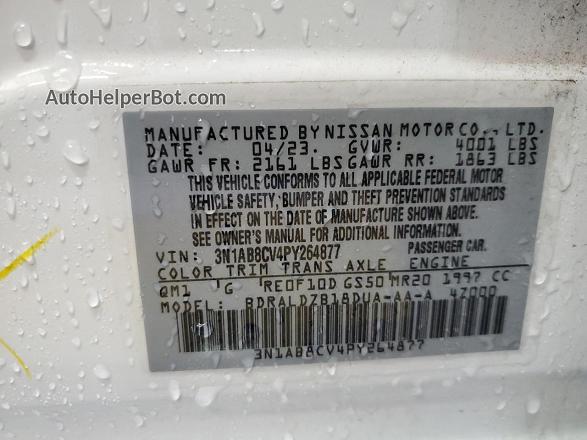 AutoHelperBot.com
MANUFACTURED BY NISSAN MOTOR CO., LTD.
DATE: 04/23. GVWR: 4001 LBS
GAWR FR: 2161 LBS GAWR RR: 1863 LBS
THIS VEHICLE CONFORMS TO ALL APPLICABLE FEDERAL MOTOR
VEHICLE SAFETY, BUMPER AND THEFT PREVENTION STANDARDS
IN EFFECT ON THE DATE OF MANUFACTURE SHOWN ABOVE.
SEE OWNER'S MANUAL FOR ADDITIONAL INFORMATION.
VIN: 3N1AB8CV4PY264877 PASSENGER CAR.
COLOR TRIM TRANS AXLE ENGINE
QM1 G RE0F10D GS50 MR20 1997 CC
MODEL: BDRALDZB18DUA-AA-A 4Z000
3N1AB8CV4PY264877